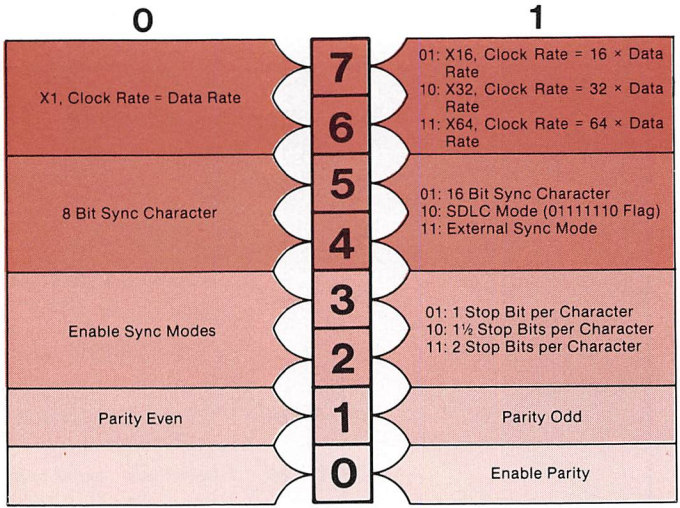 0
1
7
6
5
4
3
2
1
0
X1, Clock Rate = Data Rate
01: X16, Clock Rate = 16 × Data
Rate
10: X32, Clock Rate = 32 × Data
Rate
11: X64, Clock Rate = 64 × Data
Rate
8 Bit Sync Character
01: 16 Bit Sync Character
10: SDLC Mode (01111110 Flag)
11: External Sync Mode
Enable Sync Modes
01: 1 Stop Bit per Character
10: 1½ Stop Bits per Character
11: 2 Stop Bits per Character
Parity Even
Parity Odd
Enable Parity